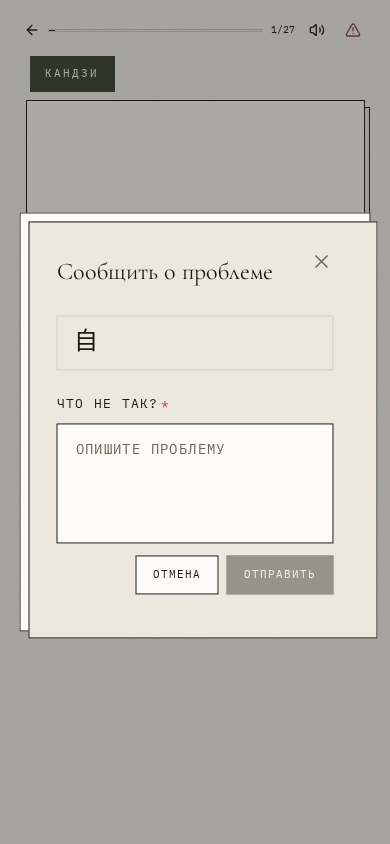 1/27
КАНДЗИ
Сообщить о проблеме
自
ЧТО НЕ ТАК? *
ОПИШИТЕ ПРОБЛЕМУ
ОТМЕНА
ОТПРАВИТЬ